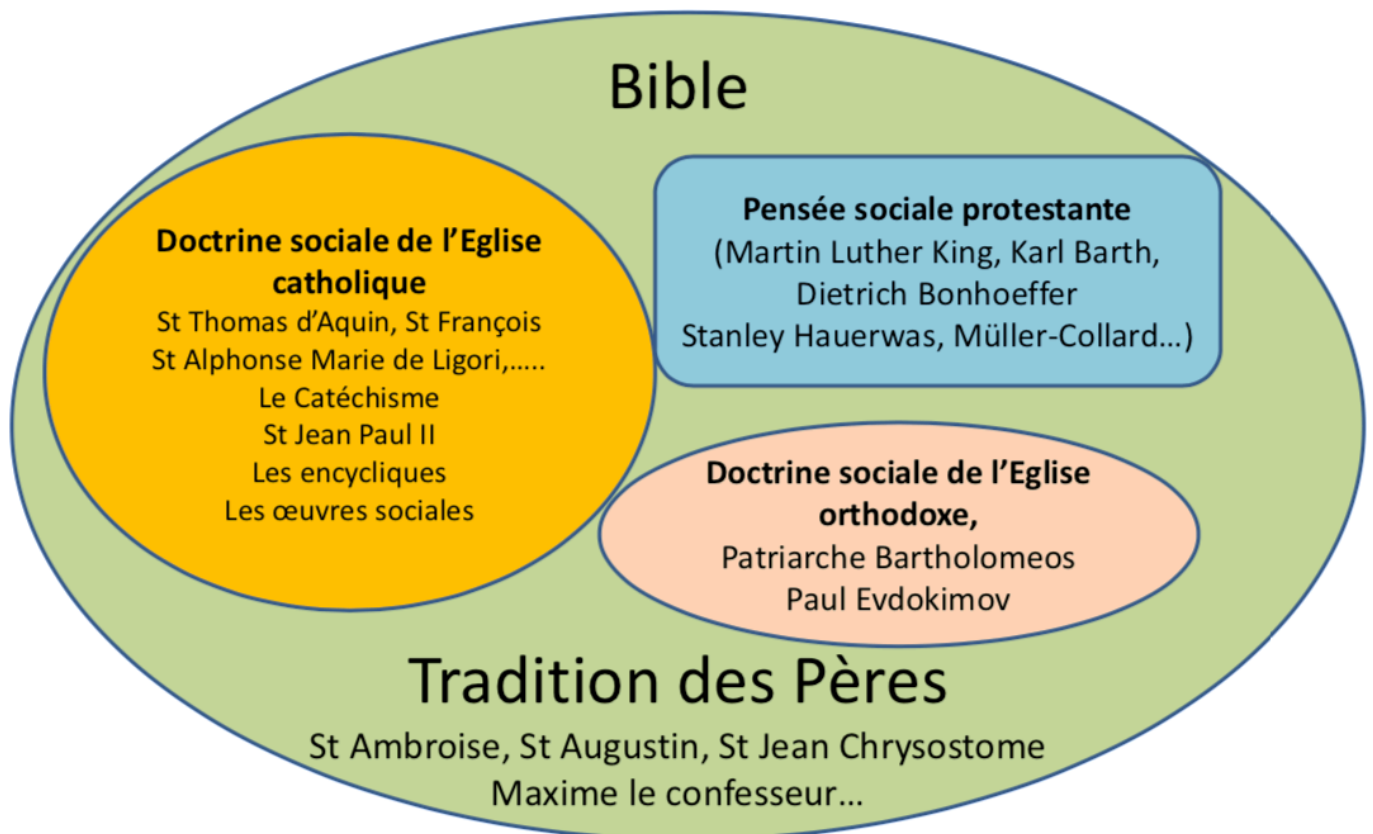 Bible
Doctrine sociale de l’Eglise
catholique
St Thomas d’Aquin, St François
St Alphonse Marie de Ligori,…..
Le Catéchisme
St Jean Paul II
Les encycliques
Les œuvres sociales
Pensée sociale protestante
(Martin Luther King, Karl Barth,
Dietrich Bonhoeffer
Stanley Hauerwas, Müller-Collard…)
Doctrine sociale de l’Eglise
orthodoxe,
Patriarche Bartholomeos
Paul Evdokimov
Tradition des Pères
St Ambroise, St Augustin, St Jean Chrysostome
Maxime le confesseur…